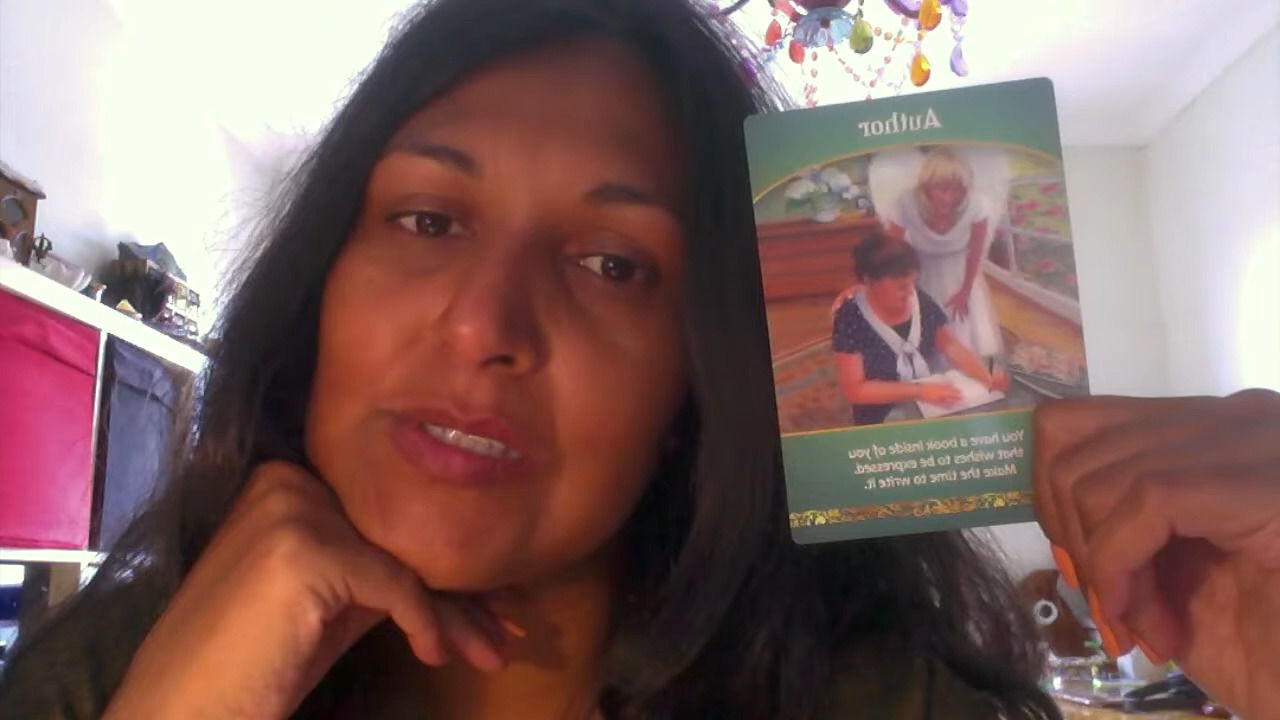 Author
You have a book inside of you
that wishes to be expressed.
Make the time to write it.